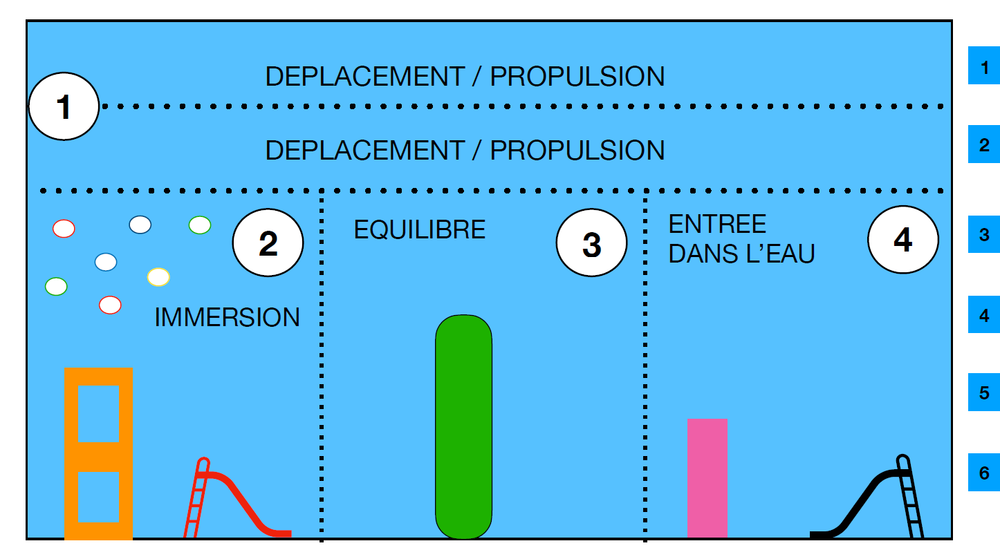 DEPLACEMENT / PROPULSION
1
DEPLACEMENT / PROPULSION
2
IMMERSION
EQUILIBRE
3
ENTREE
DANS L'EAU
4
1
2
3
4
5
6